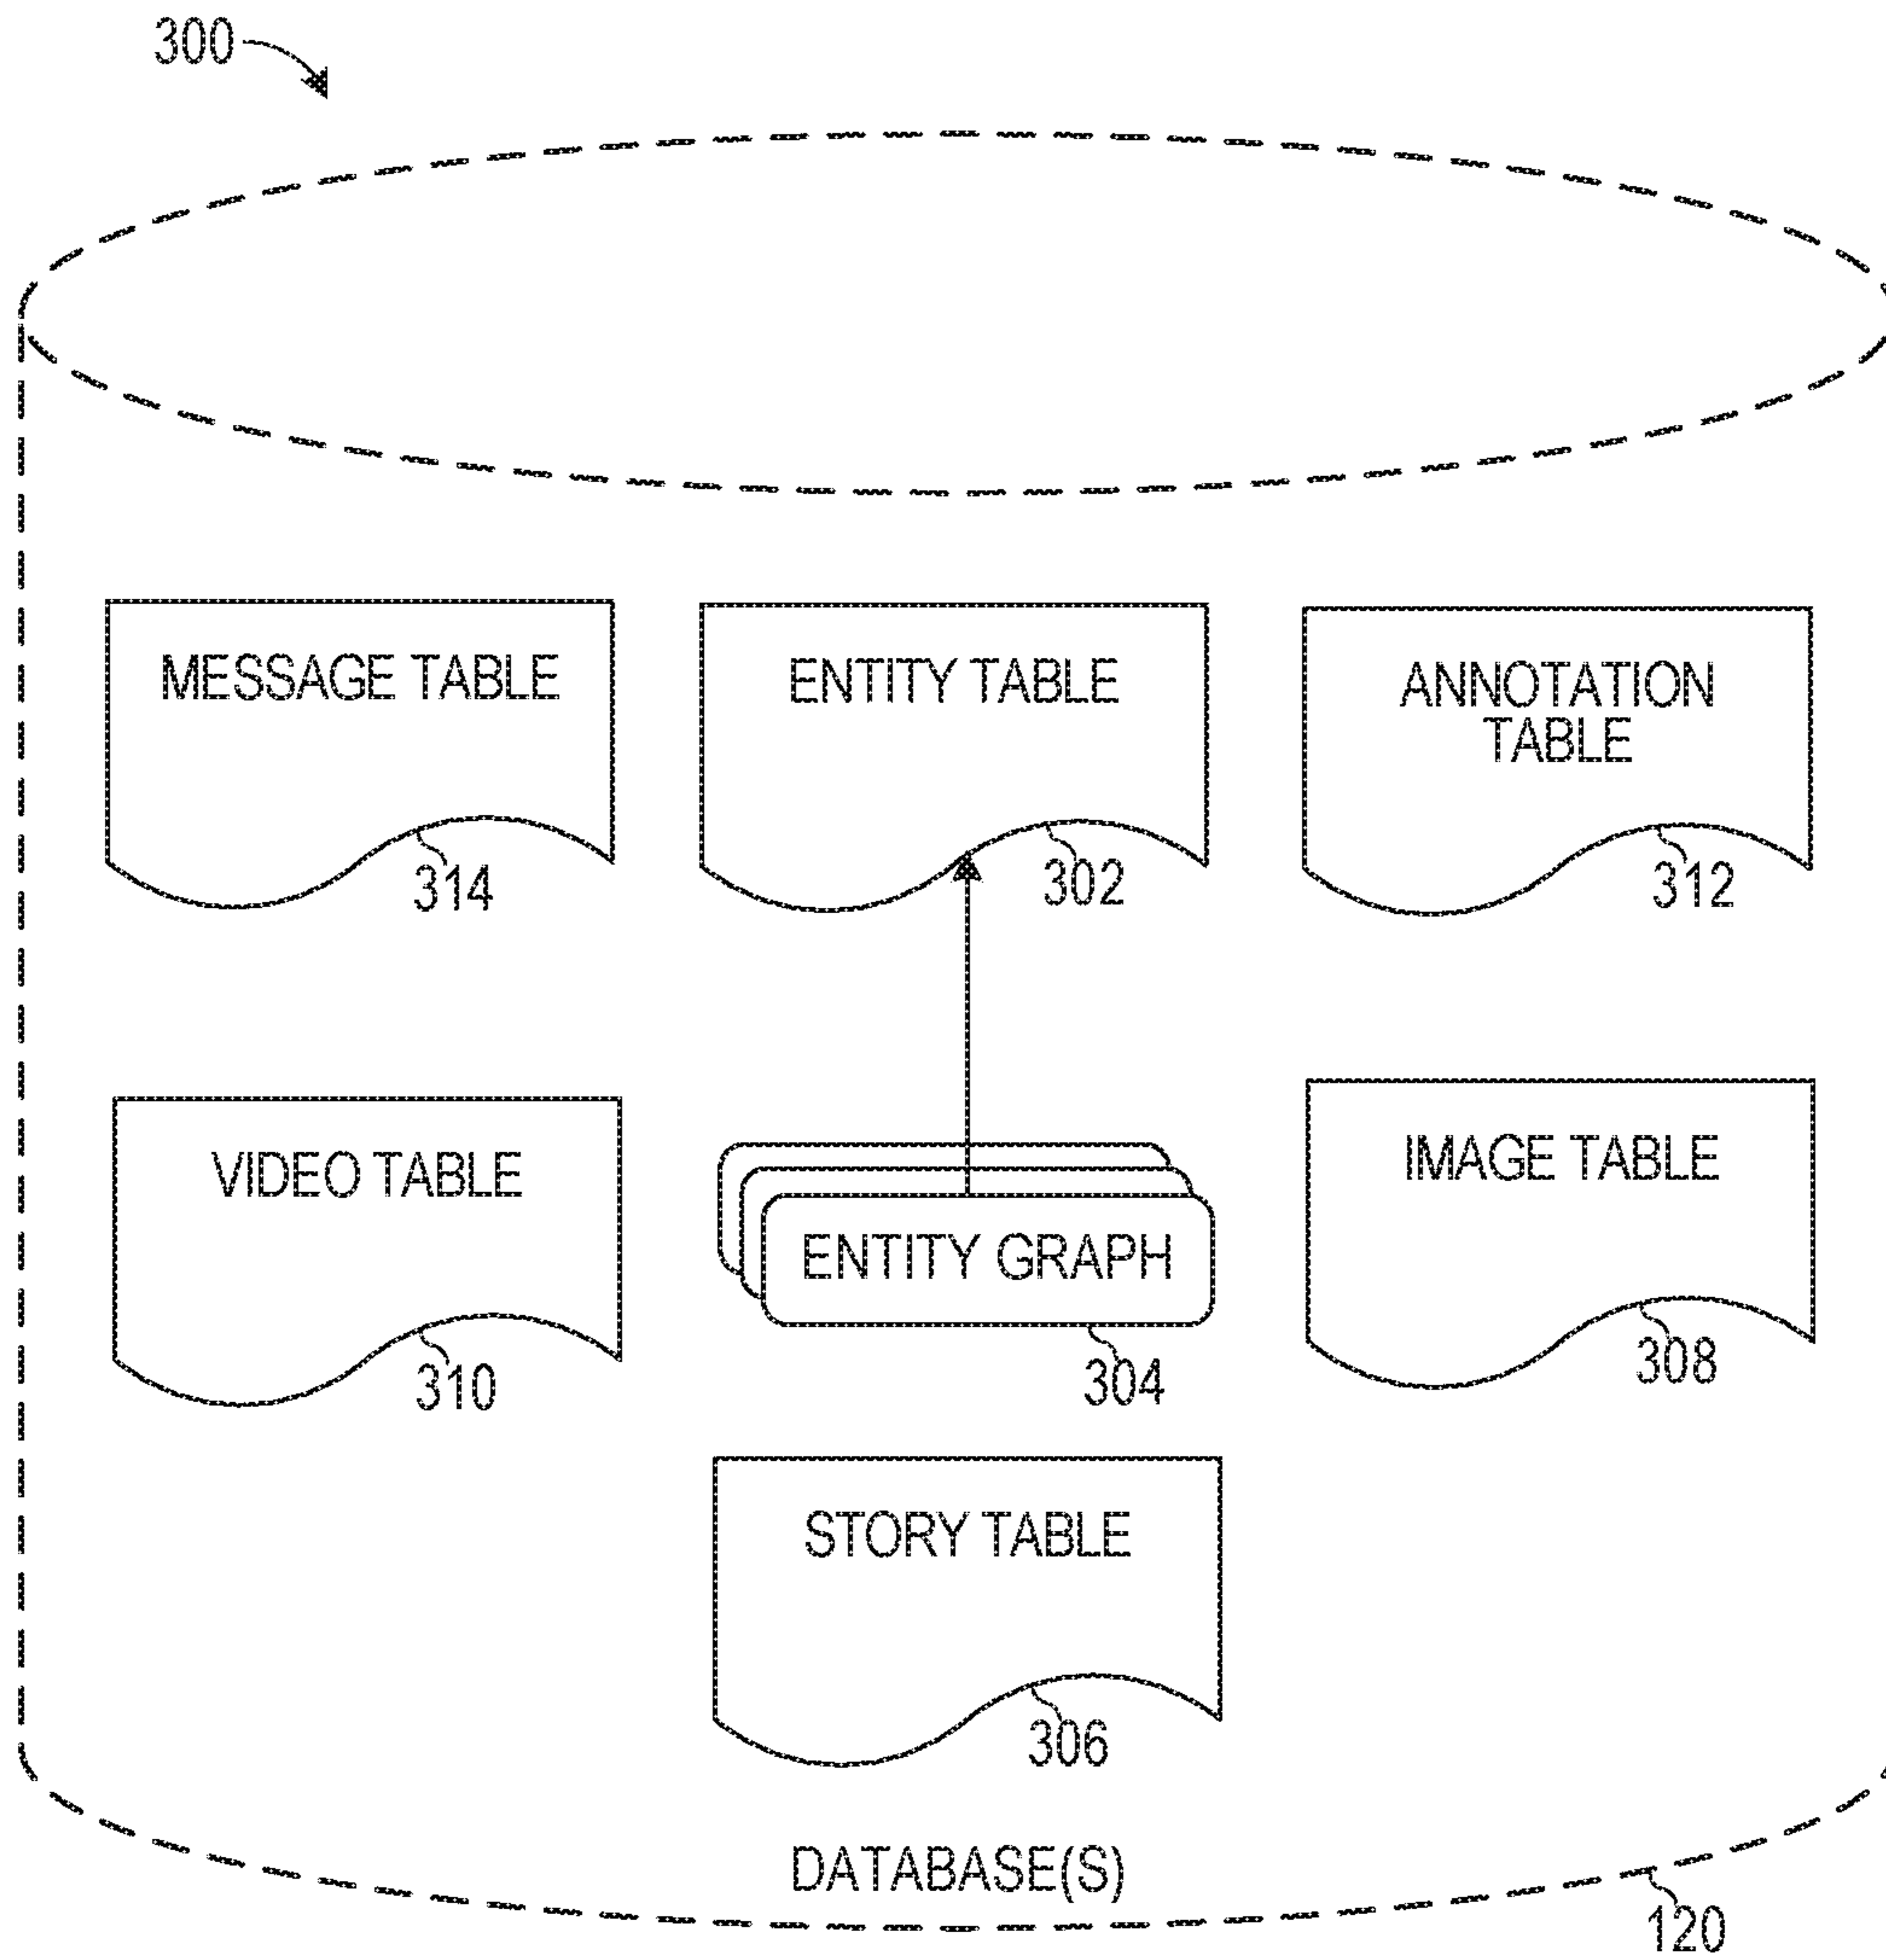 300
MESSAGE TABLE
314
ENTITY TABLE
302
ANNOTATION
TABLE
312
VIDEO TABLE
310
ENTITY GRAPH
304
IMAGE TABLE
308
STORY TABLE
306
DATABASE(S)
120